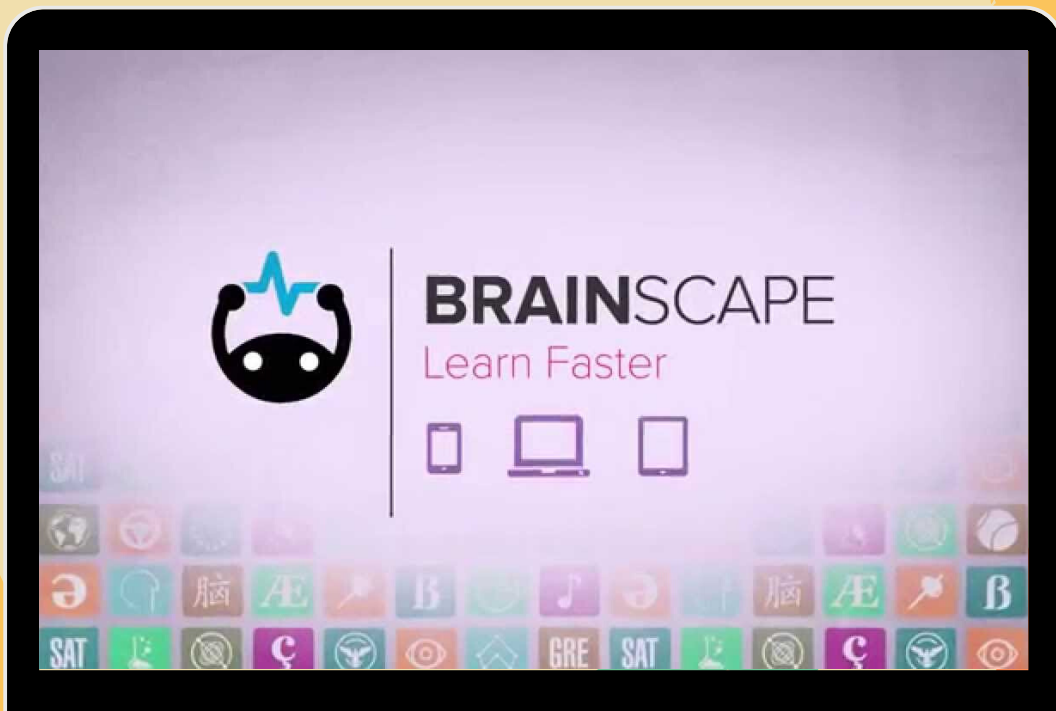 BRAINSCAPE
Learn Faster
SAT
Ə 脑 Æ ß ə 脑 Æ ß
SAT ç GRE SAT ç